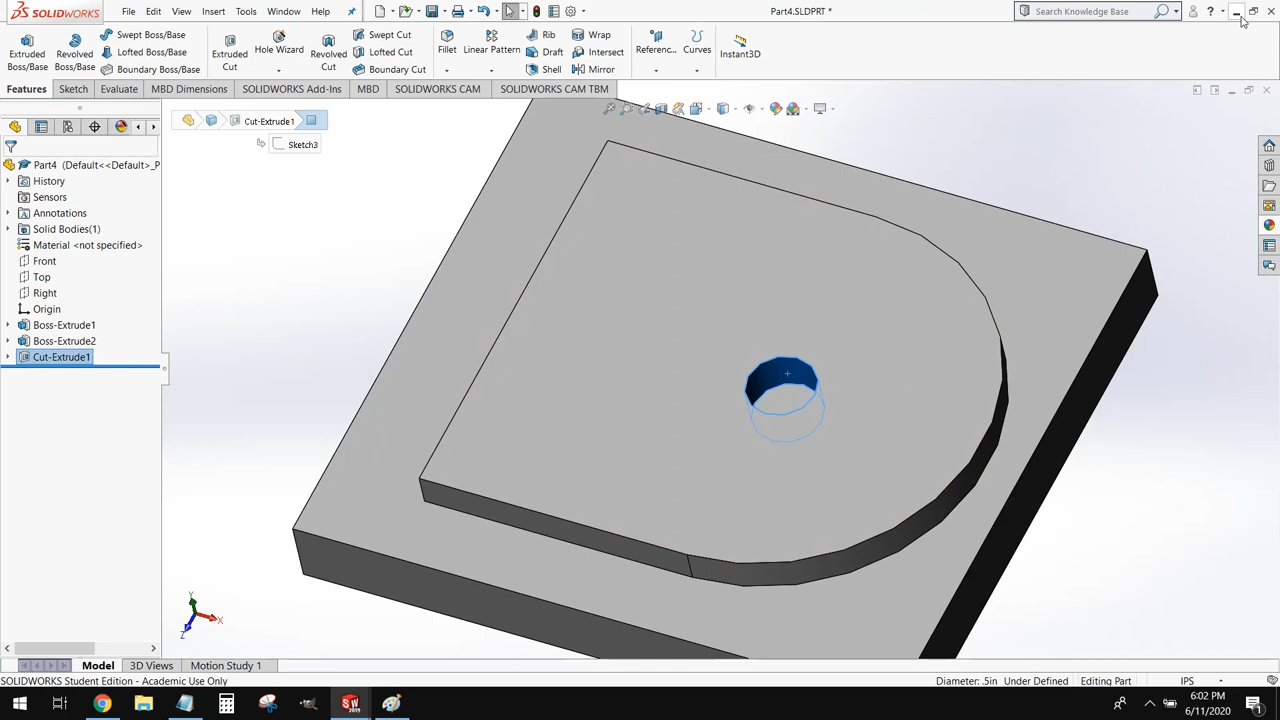 SOLIDWORKS File Edit View Insert Tools Window Help Part4.SLDPRT * Search Knowledge Base ?
Extruded Boss/Base Revolved Boss/Base Swept Boss/Base Lofted Boss/Base Boundary Boss/Base Extruded Cut Hole Wizard Revolved Cut Swept Cut Lofted Cut Boundary Cut Fillet Linear Pattern Rib Draft Shell Wrap Intersect Mirror Referenc... Curves Instant3D
Features Sketch Evaluate MBD Dimensions SOLIDWORKS Add-Ins MBD SOLIDWORKS CAM SOLIDWORKS CAM TBM
Cut-Extrude1
Sketch3
Part4 (Default<<Default>_P
History
Sensors
Annotations
Solid Bodies(1)
Material <not specified>
Front
Top
Right
Origin
Boss-Extrude1
Boss-Extrude2
Cut-Extrude1
Y
X
Z
Model 3D Views Motion Study 1
SOLIDWORKS Student Edition - Academic Use Only Diameter: .5in Under Defined Editing Part IPS
SW 2019 6:02 PM
6/11/2020 1